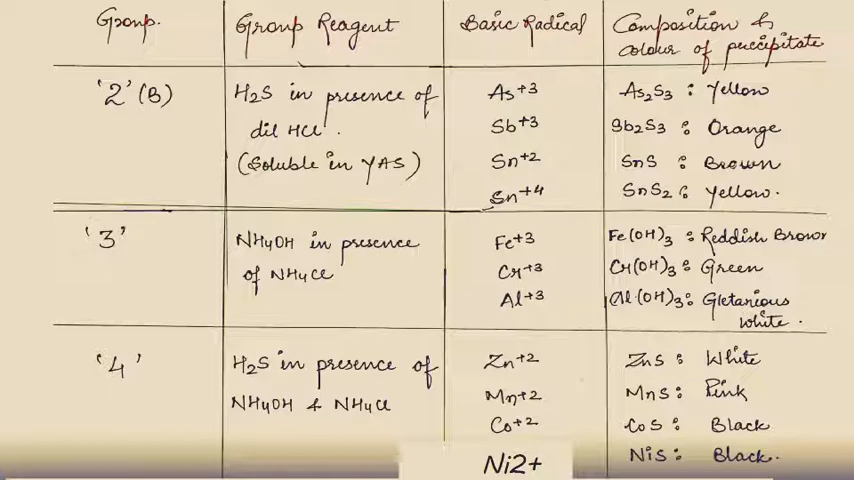 Group. Group Reagent Basic Radical Composition &
colour of precipitate
'2' (B) H2S in presence of As+3 As2S3 : Yellow
dil HCl. Sb+3 Sb2S3 : Orange
(Soluble in YAS) Sn+2 SnS : Brown
Sn+4 SnS2 : Yellow.
'3' NH4OH in presence Fe+3 Fe(OH)3 : Reddish Brown
of NH4Cl Cr+3 Cr(OH)3 : Green
Al+3 Al(OH)3 : Gletanious
white.
'4' H2S in presence of Zn+2 ZnS : White
NH4OH & NH4Cl Mn+2 MnS : Pink
Co+2 CoS : Black
Ni2+ NiS : Black.